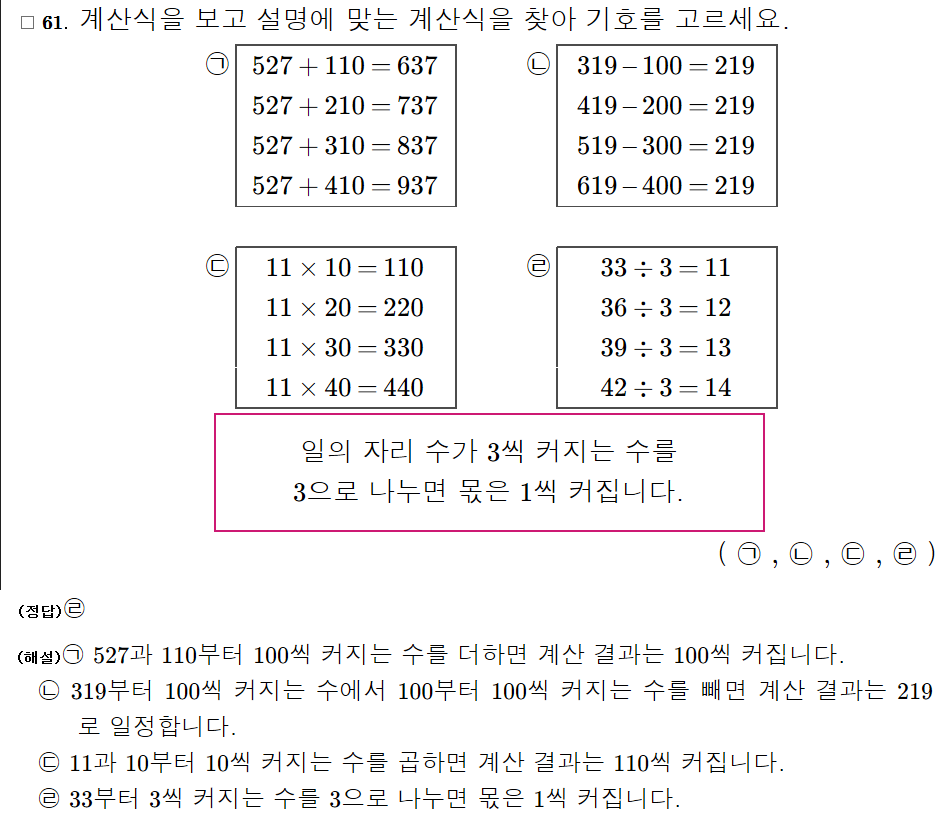 □ 61. 계산식을 보고 설명에 맞는 계산식을 찾아 기호를 고르세요.
㉠ 527 + 110 = 637
527 + 210 = 737
527 + 310 = 837
527 + 410 = 937
㉡ 319 – 100 = 219
419 – 200 = 219
519 – 300 = 219
619 – 400 = 219
㉢ 11 × 10 = 110
11 × 20 = 220
11 × 30 = 330
11 × 40 = 440
㉣ 33 ÷ 3 = 11
36 ÷ 3 = 12
39 ÷ 3 = 13
42 ÷ 3 = 14
일의 자리 수가 3씩 커지는 수를
3으로 나누면 몫은 1씩 커집니다.
( ㉠ , ㉡ , ㉢ , ㉣ )
(정답)㉣
(해설)㉠ 527과 110부터 100씩 커지는 수를 더하면 계산 결과는 100씩 커집니다.
㉡ 319부터 100씩 커지는 수에서 100부터 100씩 커지는 수를 빼면 계산 결과는 219
로 일정합니다.
㉢ 11과 10부터 10씩 커지는 수를 곱하면 계산 결과는 110씩 커집니다.
㉣ 33부터 3씩 커지는 수를 3으로 나누면 몫은 1씩 커집니다.